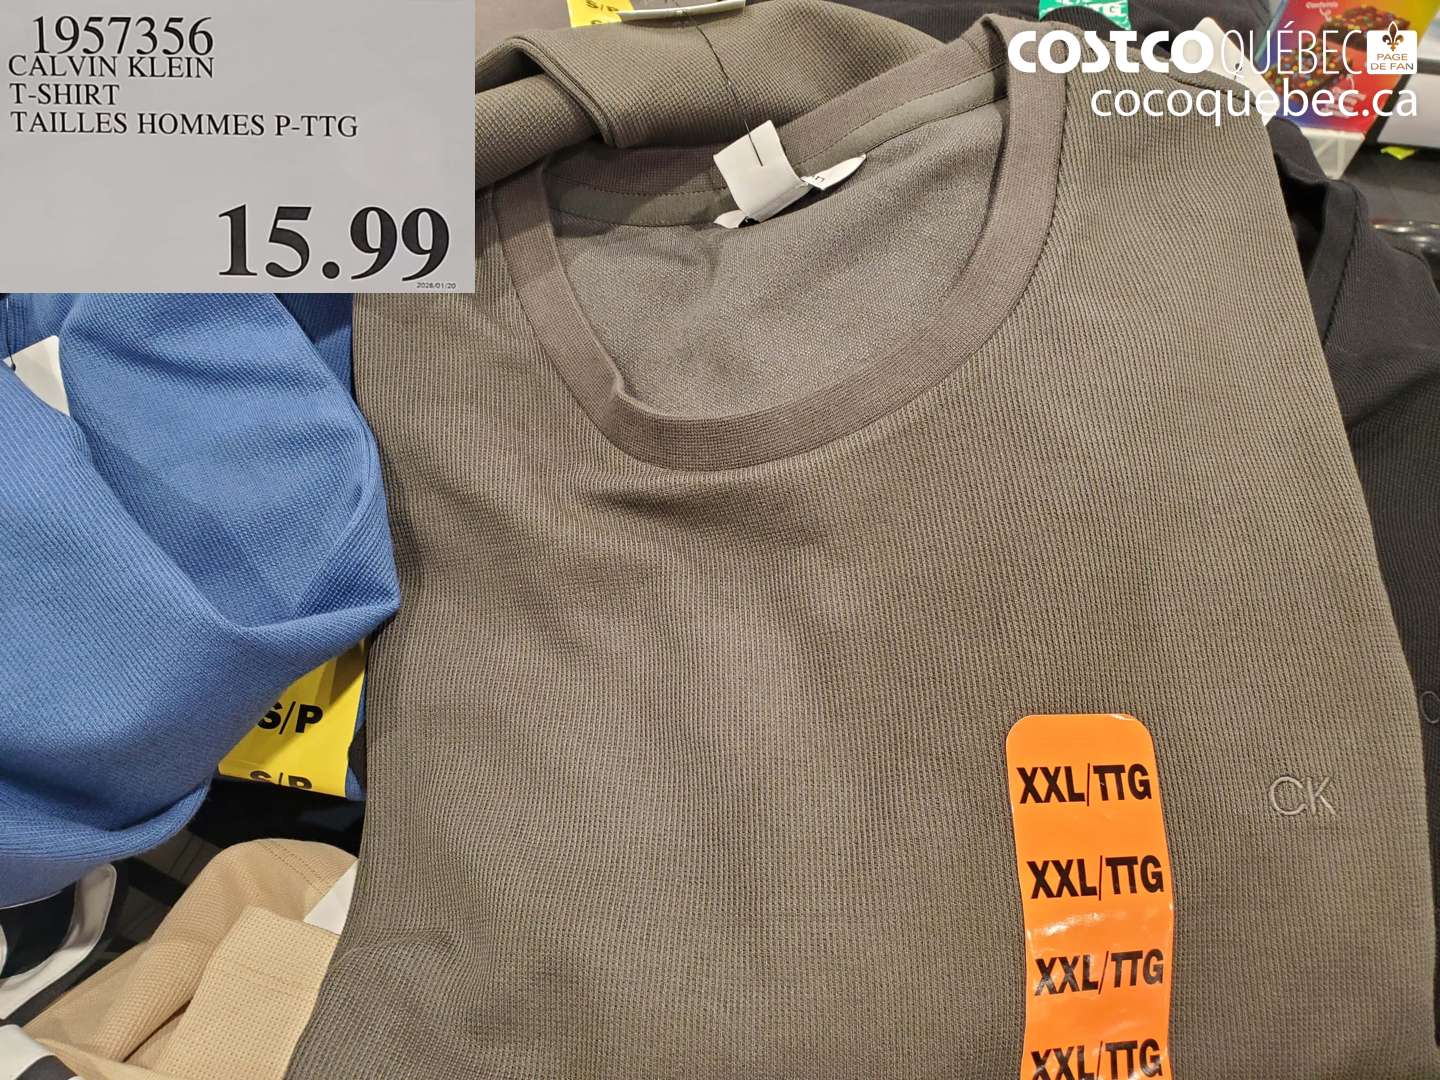 1957356
CALVIN KLEIN
T-SHIRT
TAILLES HOMMES P-TTG
15.99
2026/01/20
COSTCO QUÉBEC
PAGE
DE FAN
cocoquebec.ca
S/P
S/P
S/P
XXL/TTG
XXL/TTG
XXL/TTG
XXL/TTG
CK